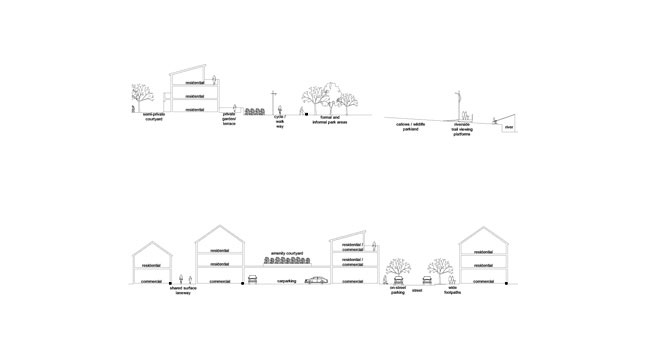 residential
residential
residential
semi-private
courtyard
private
garden/
terrace
cycle /
walk
way
formal and
informal park areas
natives / wildlife
parkland
riverside
trail viewing
platforms
river
residential
commercial
shared surface
laneway
residential
residential
commercial
amenity courtyard
carparking
residential /
commercial
residential /
commercial
commercial
on-street
parking
street
wide
footpaths
residential
residential
commercial